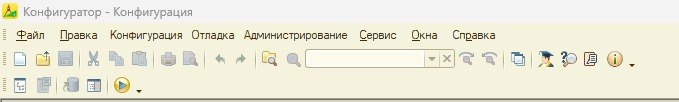 Конфигуратор - Конфигурация
Файл Правка Конфигурация Отладка Администрирование Сервис Окна Справка